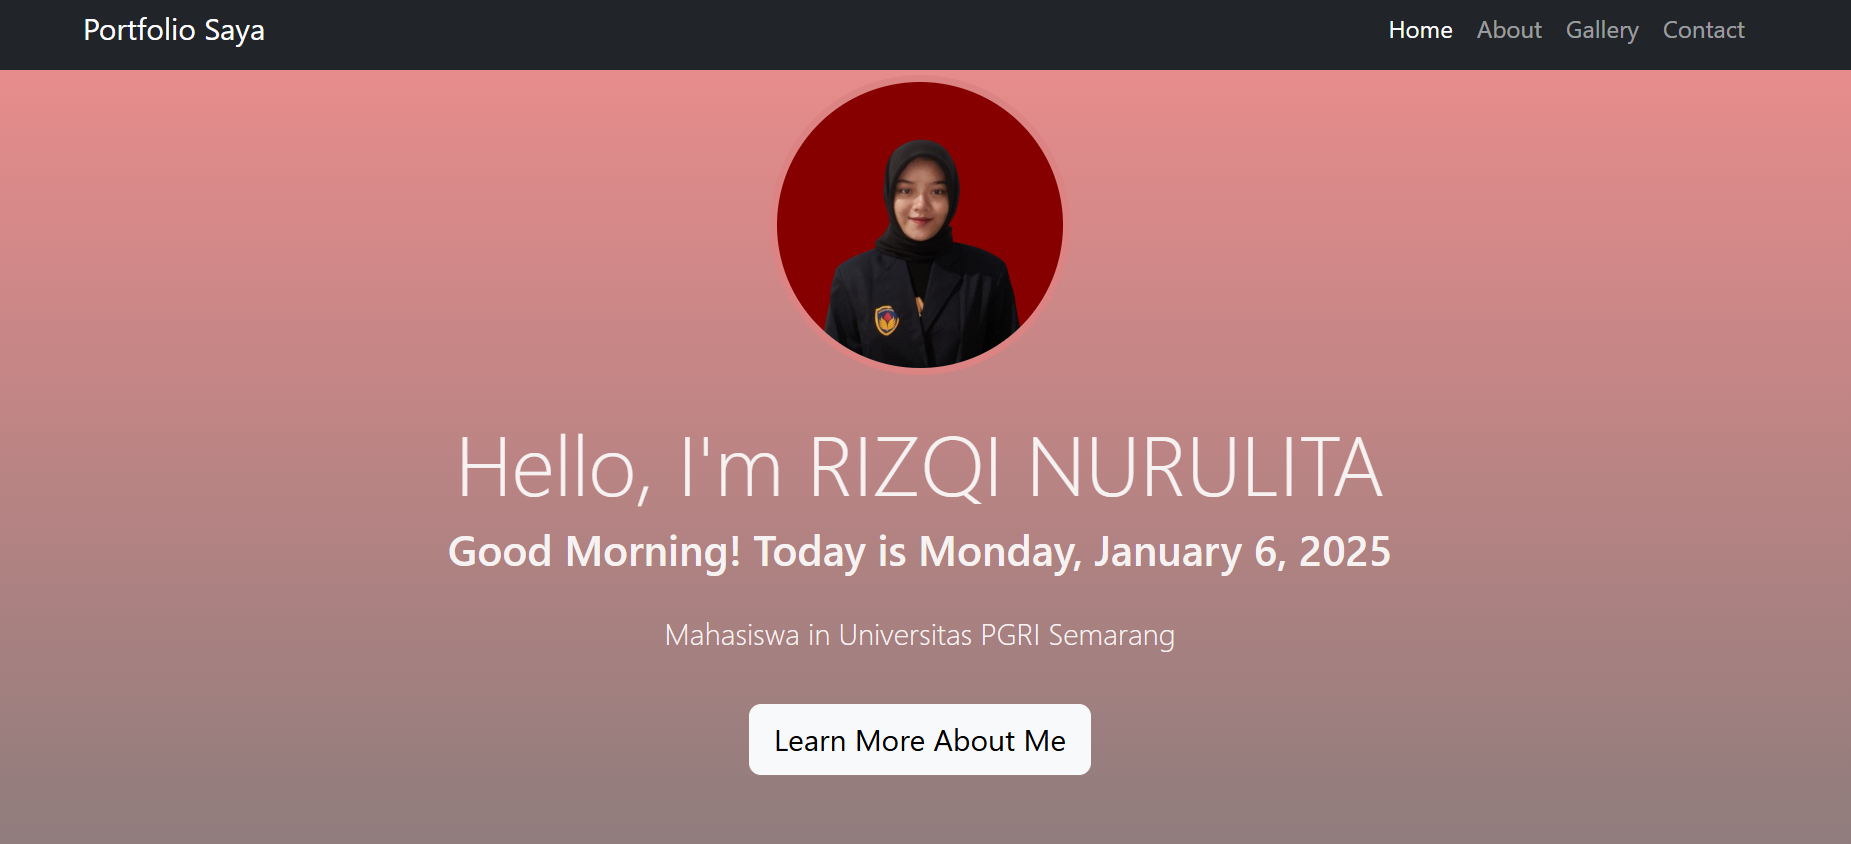 Portfolio Saya
Home About Gallery Contact
Hello, I'm RIZQI NURULITA
Good Morning! Today is Monday, January 6, 2025
Mahasiswa in Universitas PGRI Semarang
Learn More About Me